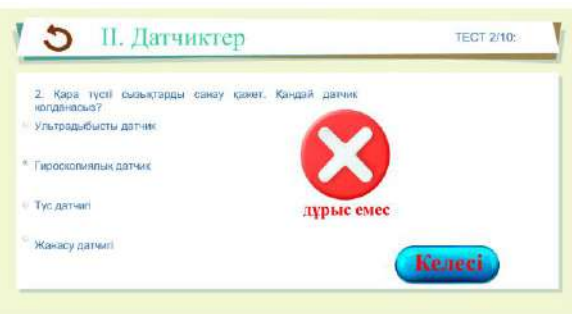 II. Датчиктер
ТЕСТ 2/10:
2. Қара түсті сызықтарды санау қажет. Қандай датчик
қолданасыз?
Ультрадыбысты датчик
Гироскопиялық датчик
Түс датчигі
Жанасу датчигі
дұрыс емес
Келесі